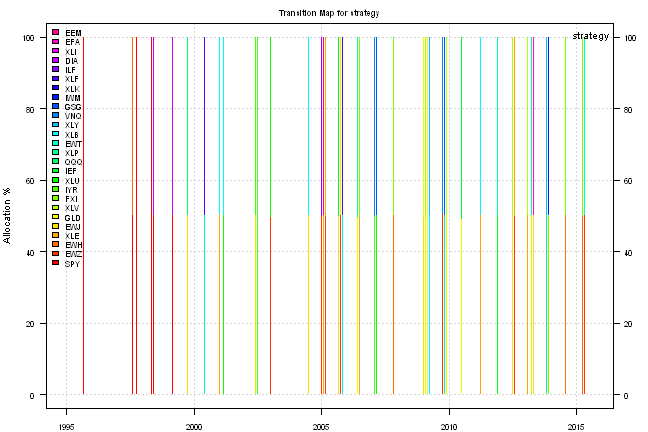 Transition Map for strategy
strategy
Allocation %
100
80
60
40
20
0
EEM
EFA
XLI
DIA
ILF
XLF
XLK
IWM
GSG
VNQ
XLY
XLB
EWT
XLP
QQQ
IEF
XLU
IYR
FXI
XLV
GLD
EWJ
XLE
EWH
EWZ
SPY
100
80
60
40
20
0
1995
2000
2005
2010
2015